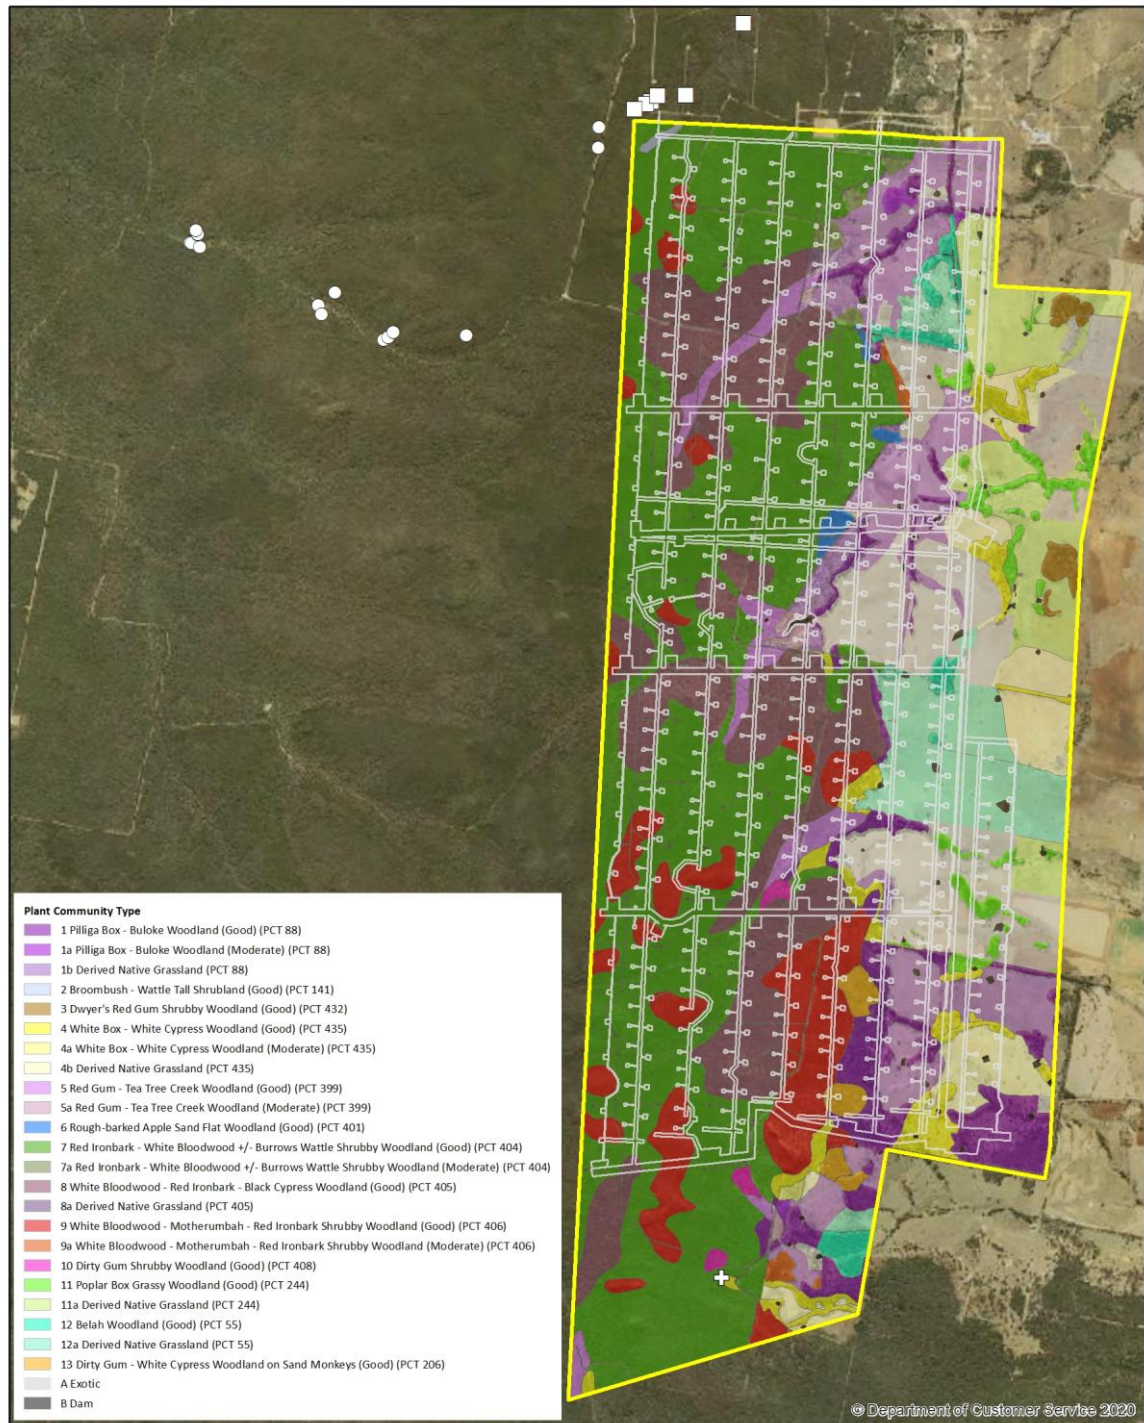 Plant Community Type
1 Pilliga Box - Buloke Woodland (Good) (PCT 88)
1a Pilliga Box - Buloke Woodland (Moderate) (PCT 88)
1b Derived Native Grassland (PCT 88)
2 Broombush - Wattle Tall Shrubland (Good) (PCT 141)
3 Dwyer's Red Gum Shrubby Woodland (Good) (PCT 432)
4 White Box - White Cypress Woodland (Good) (PCT 435)
4a White Box - White Cypress Woodland (Moderate) (PCT 435)
4b Derived Native Grassland (PCT 435)
5 Red Gum - Tea Tree Creek Woodland (Good) (PCT 399)
5a Red Gum - Tea Tree Creek Woodland (Moderate) (PCT 399)
6 Rough-barked Apple Sand Flat Woodland (Good) (PCT 401)
7 Red Ironbark - White Bloodwood +/- Burrows Wattle Shrubby Woodland (Good) (PCT 404)
7a Red Ironbark - White Bloodwood +/- Burrows Wattle Shrubby Woodland (Moderate) (PCT 404)
8 White Bloodwood - Red Ironbark - Black Cypress Woodland (Good) (PCT 405)
8a Derived Native Grassland (PCT 405)
9 White Bloodwood - Motherumbah - Red Ironbark Shrubby Woodland (Good) (PCT 406)
9a White Bloodwood - Motherumbah - Red Ironbark Shrubby Woodland (Moderate) (PCT 406)
10 Dirty Gum Shrubby Woodland (Good) (PCT 408)
11 Poplar Box Grassy Woodland (Good) (PCT 244)
11a Derived Native Grassland (PCT 244)
12 Belah Woodland (Good) (PCT 55)
12a Derived Native Grassland (PCT 55)
13 Dirty Gum - White Cypress Woodland on Sand Monkeys (Good) (PCT 206)
A Exotic
B Dam
© Department of Customer Service 2020